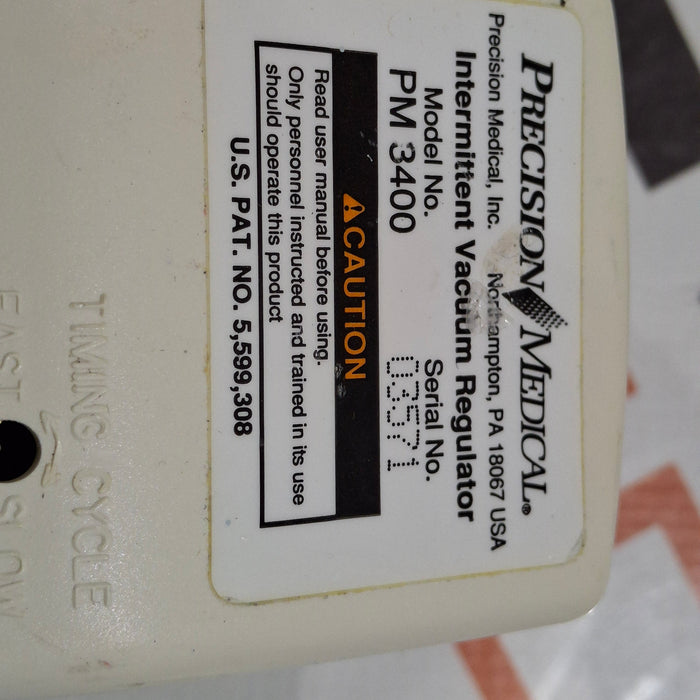 PRECISION MEDICAL®
Precision Medical, Inc. Northampton, PA 18067 USA
Intermittent Vacuum Regulator
Model No. Serial No.
PM 3400 03571
⚠CAUTION
Read user manual before using.
Only personnel instructed and trained in its use
should operate this product
U.S. PAT. NO. 5,599,308
TIMING CYCLE
FAST SLOW